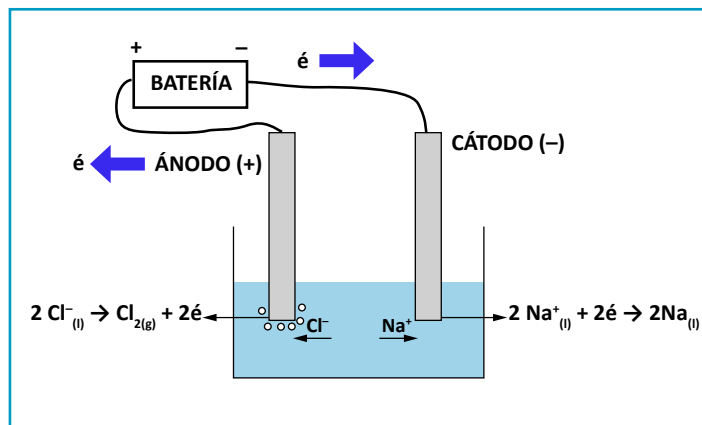 + –
é
BATERÍA
CÁTODO (–)
é
ÁNODO (+)
2 Cl⁻₍ₗ₎ → Cl₂₍g₎ + 2é
Cl⁻
Na⁺
2 Na⁺₍ₗ₎ + 2é → 2Na₍ₗ₎